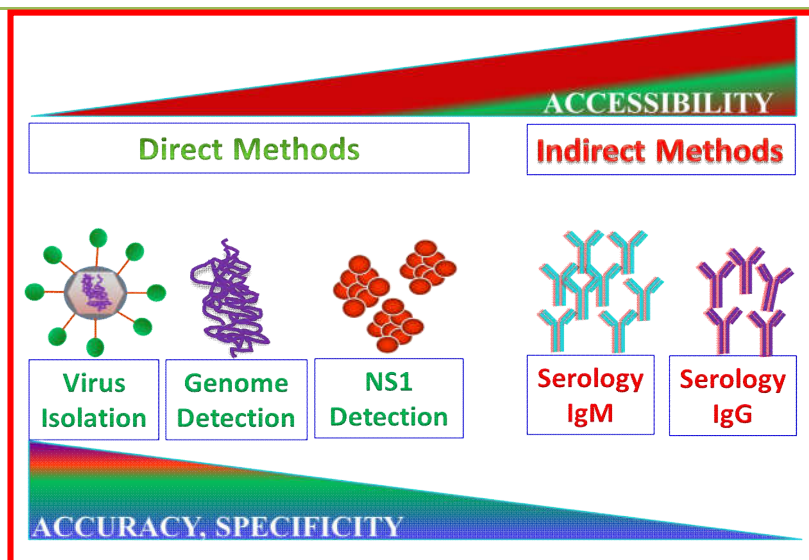 ACCESSIBILITY
Direct Methods
Indirect Methods
Virus
Isolation
Genome
Detection
NS1
Detection
Serology
IgM
Serology
IgG
ACCURACY, SPECIFICITY